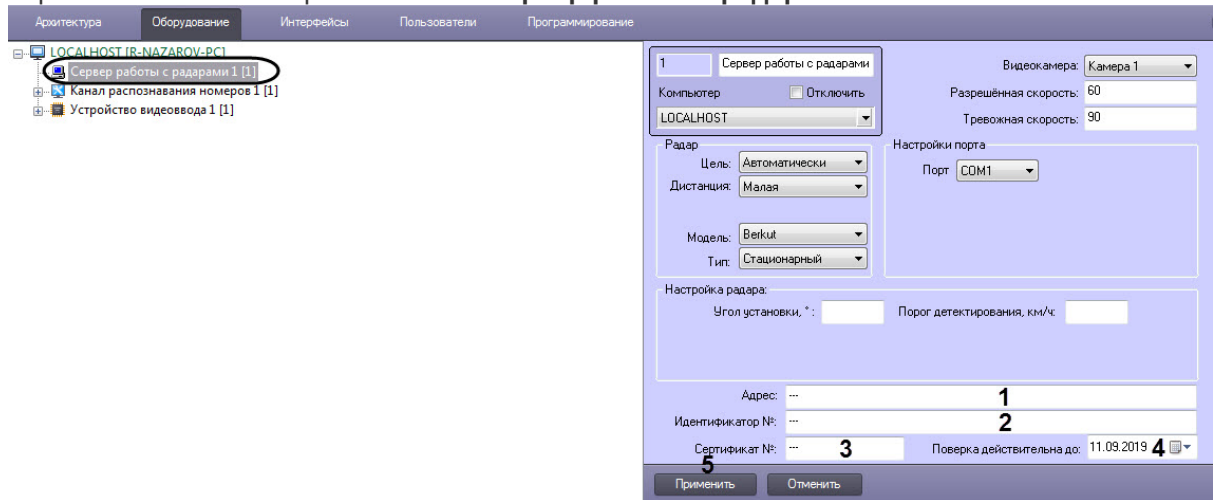 Архитектура Оборудование Интерфейсы Пользователи Программирование
LOCALHOST [R-NAZAROV-PC]
Сервер работы с радарами 1 [1]
Канал распознавания номеров 1 [1]
Устройство видеоввода 1 [1]
1 Сервер работы с радарами
Компьютер Отключить
LOCALHOST
Видеокамера: Камера 1
Разрешённая скорость: 60
Тревожная скорость: 90
Радар
Цель: Автоматически
Дистанция: Малая
Модель: Berkut
Тип: Стационарный
Настройки порта
Порт COM1
Настройка радара:
Угол установки, ° : Порог детектирования, км/ч:
Адрес: --- 1
Идентификатор №: --- 2
Сертификат №: --- 3 Поверка действительна до: 11.09.2019 4
5
Применить Отменить